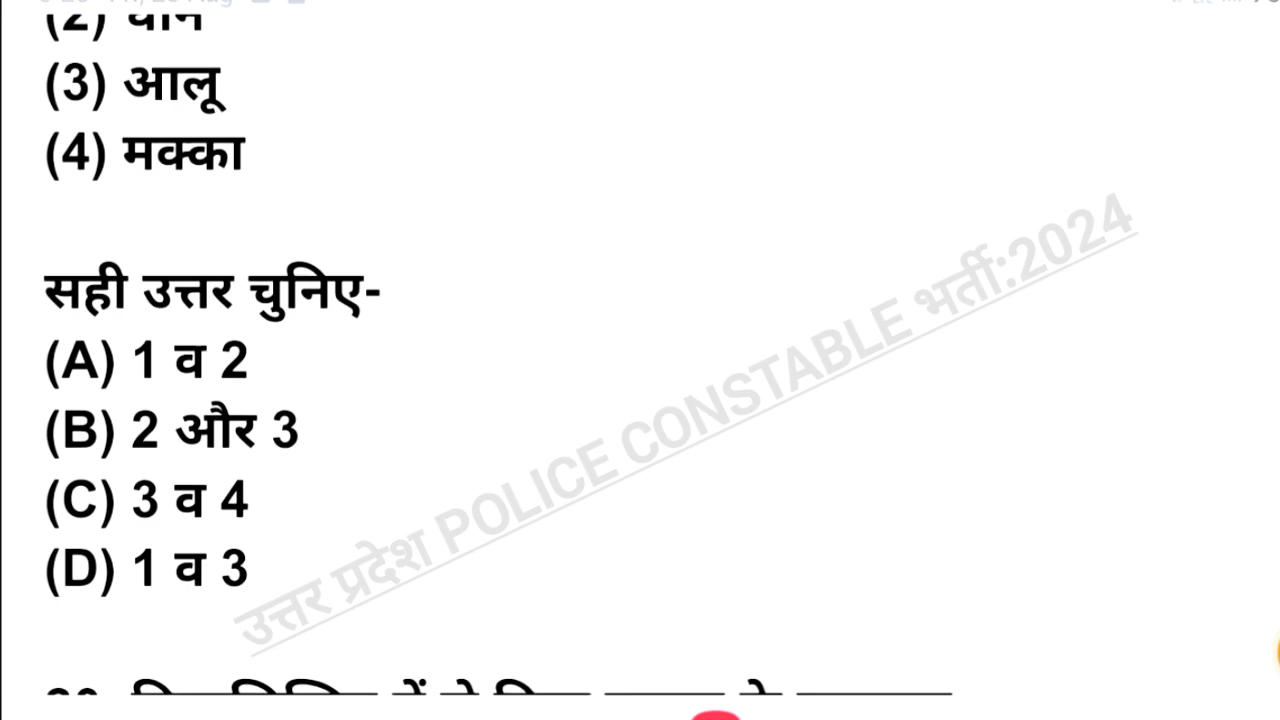 (2) धान
(3) आलू
(4) मक्का
सही उत्तर चुनिए-
(A) 1 व 2
(B) 2 और 3
(C) 3 व 4
(D) 1 व 3
उत्तर प्रदेश POLICE CONSTABLE भर्ती:2024